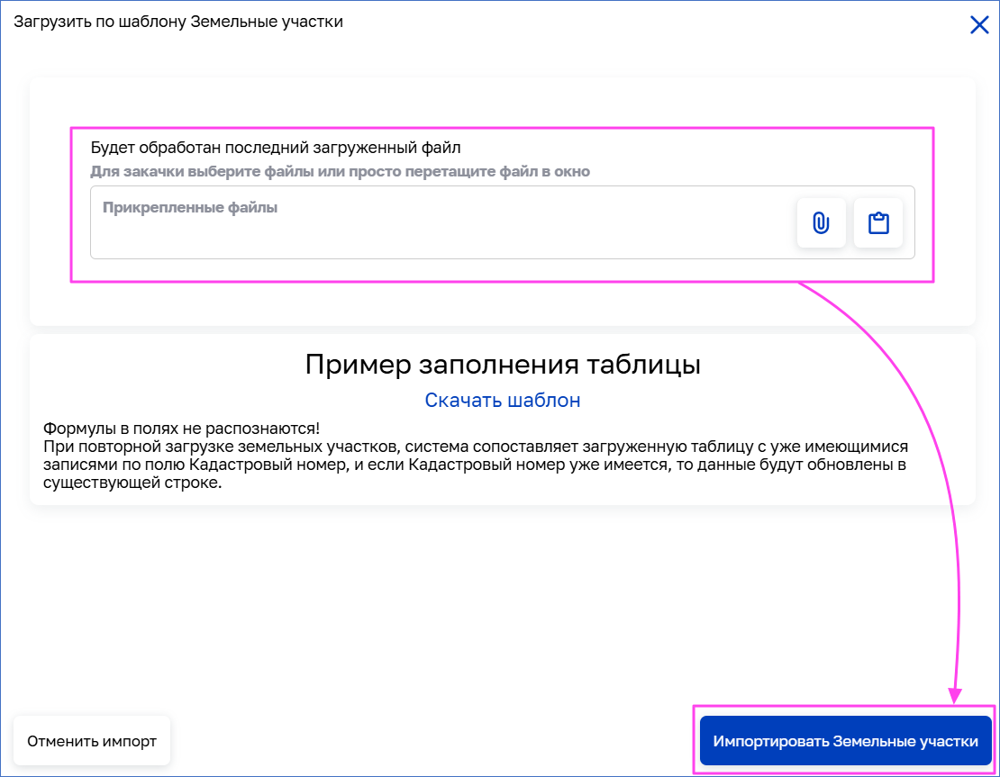 Загрузить по шаблону Земельные участки
Будет обработан последний загруженный файл
Для закачки выберите файлы или просто перетащите файл в окно
Прикрепленные файлы
Пример заполнения таблицы
Скачать шаблон
Формулы в полях не распознаются!
При повторной загрузке земельных участков, система сопоставляет загруженную таблицу с уже имеющимися
записями по полю Кадастровый номер, и если Кадастровый номер уже имеется, то данные будут обновлены в
существующей строке.
Отменить импорт
Импортировать Земельные участки